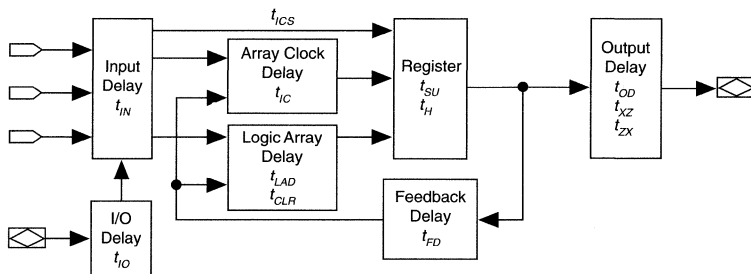 t_ICS
Input
Delay
t_IN
Array Clock
Delay
t_IC
Logic Array
Delay
t_LAD
t_CLR
Register
t_SU
t_H
Output
Delay
t_OD
t_XZ
t_ZX
Feedback
Delay
t_FD
I/O
Delay
t_IO